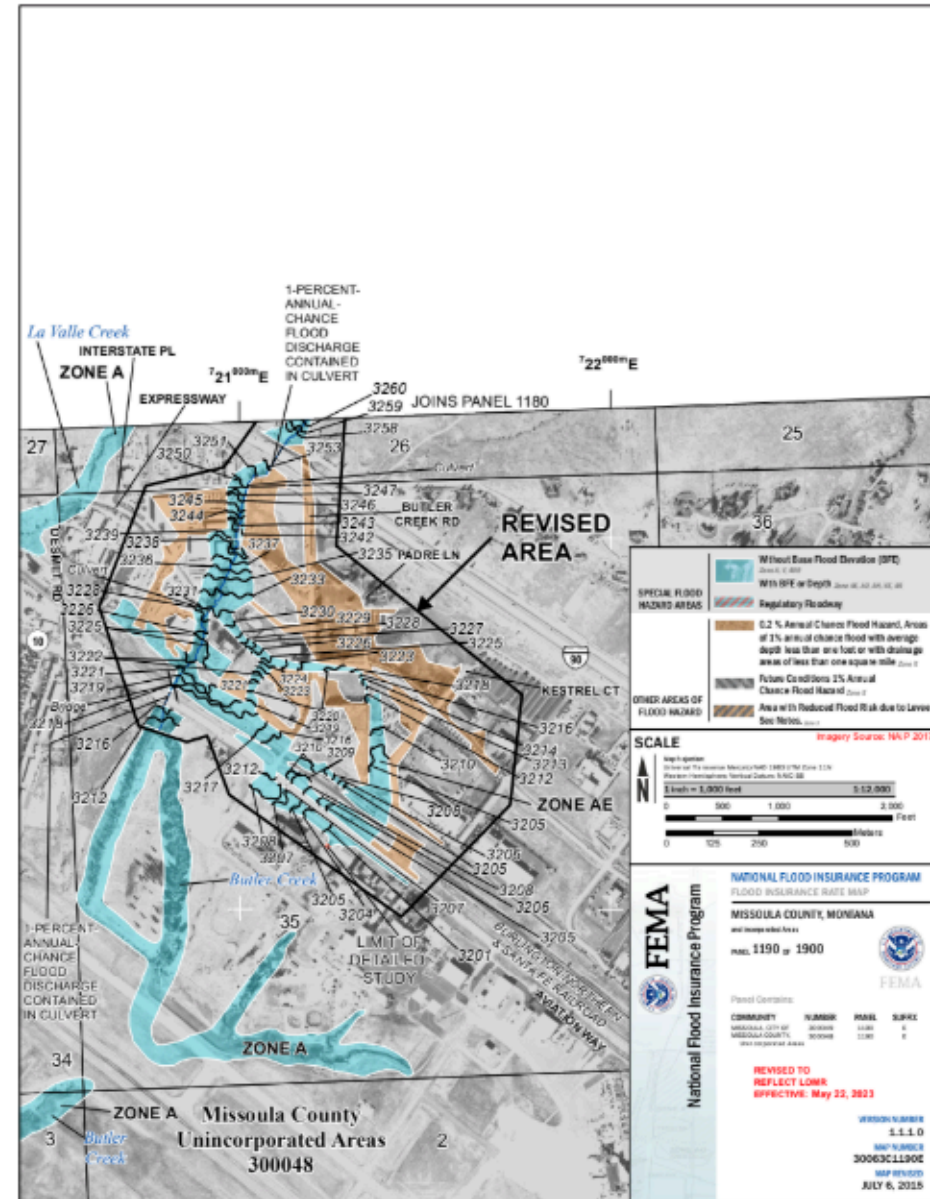 1-PERCENT-
ANNUAL-
CHANCE
FLOOD
DISCHARGE
CONTAINED
IN CULVERT
La Valle Creek
INTERSTATE PL
ZONE A
⁷21⁰⁰⁰ᵐE
⁷22⁰⁰⁰ᵐE
EXPRESSWAY
3260
3259
JOINS PANEL 1180
3258
27
3251
3250
3253
26
25
Culvert
3245
3244
3247
3246
BUTLER
CREEK RD
3243
3242
3239
3238
3237
3236
3235
PADRE LN
REVISED
AREA
36
DESMET RD
Culvert
3233
3231
3228
3226
3225
3230
3229
3228
3227
3226
3225
3223
90
90
3222
3221
3219
3218
KESTREL CT
Bridge
3216
3221
3224
3223
3220
3219
3216
3210
3209
3218
3216
3214
3213
3212
3210
3212
3217
3212
ZONE AE
3208
3205
3208
3207
3206
3205
3208
3206
Butler Creek
3205
3204
3207
3205
3201
35
LIMIT OF
DETAILED
STUDY
BURLINGTON NORTHERN
& SANTA FE RAILROAD
AVIATION WAY
1-PERCENT-
ANNUAL-
CHANCE
FLOOD
DISCHARGE
CONTAINED
IN CULVERT
34
ZONE A
ZONE A
3
Butler
Creek
Missoula County
Unincorporated Areas
300048
2
SPECIAL FLOOD
HAZARD AREAS
Without Base Flood Elevation (BFE)
With BFE or Depth
Regulatory Floodway
OTHER AREAS OF
FLOOD HAZARD
0.2 % Annual Chance Flood Hazard, Areas
of 1% annual chance flood with average
depth less than one foot or with drainage
areas of less than one square mile
Future Conditions 1% Annual
Chance Flood Hazard
Area with Reduced Flood Risk due to Levee
See Notes.
SCALE
Imagery Source: NAIP 2017
N
1 inch = 1,000 feet
1:12,000
0 500 1,000 2,000
Feet
Meters
0 125 250 500
FEMA
National Flood Insurance Program
NATIONAL FLOOD INSURANCE PROGRAM
FLOOD INSURANCE RATE MAP
MISSOULA COUNTY, MONTANA
and Incorporated Areas
PANEL 1190 OF 1900
FEMA
Panel Contains:
COMMUNITY NUMBER PANEL SUFFIX
MISSOULA, CITY OF
MISSOULA COUNTY,
REVISED TO
REFLECT LOMR
EFFECTIVE: May 22, 2023
VERSION NUMBER
1.1.1.0
MAP NUMBER
30063C1190E
MAP REVISED
JULY 6, 2015